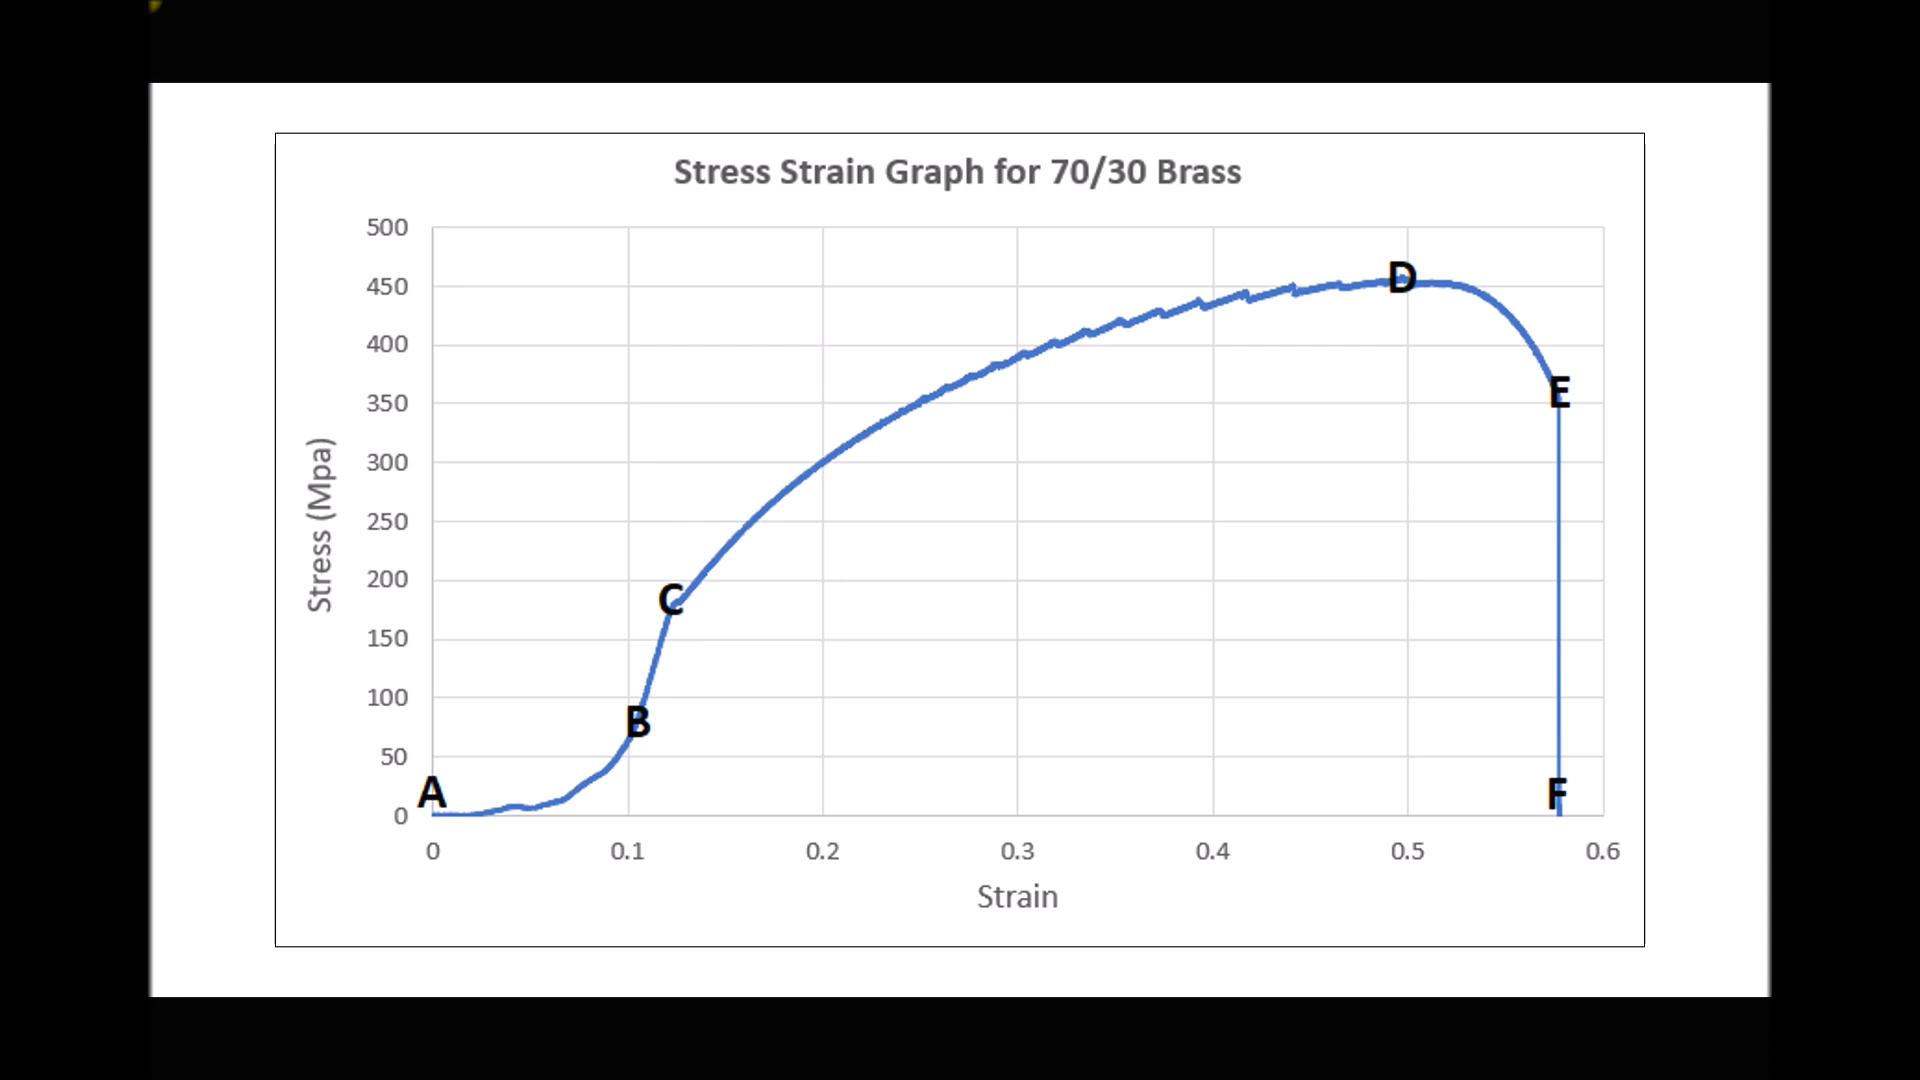 Stress Strain Graph for 70/30 Brass
500
450
400
350
300
250
200
150
100
50
0
Stress (Mpa)
A
B
C
D
E
F
0 0.1 0.2 0.3 0.4 0.5 0.6
Strain